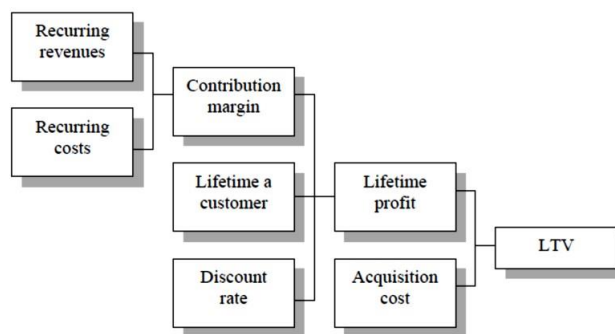 Recurring
revenues
Recurring
costs
Contribution
margin
Lifetime a
customer
Discount
rate
Lifetime
profit
Acquisition
cost
LTV